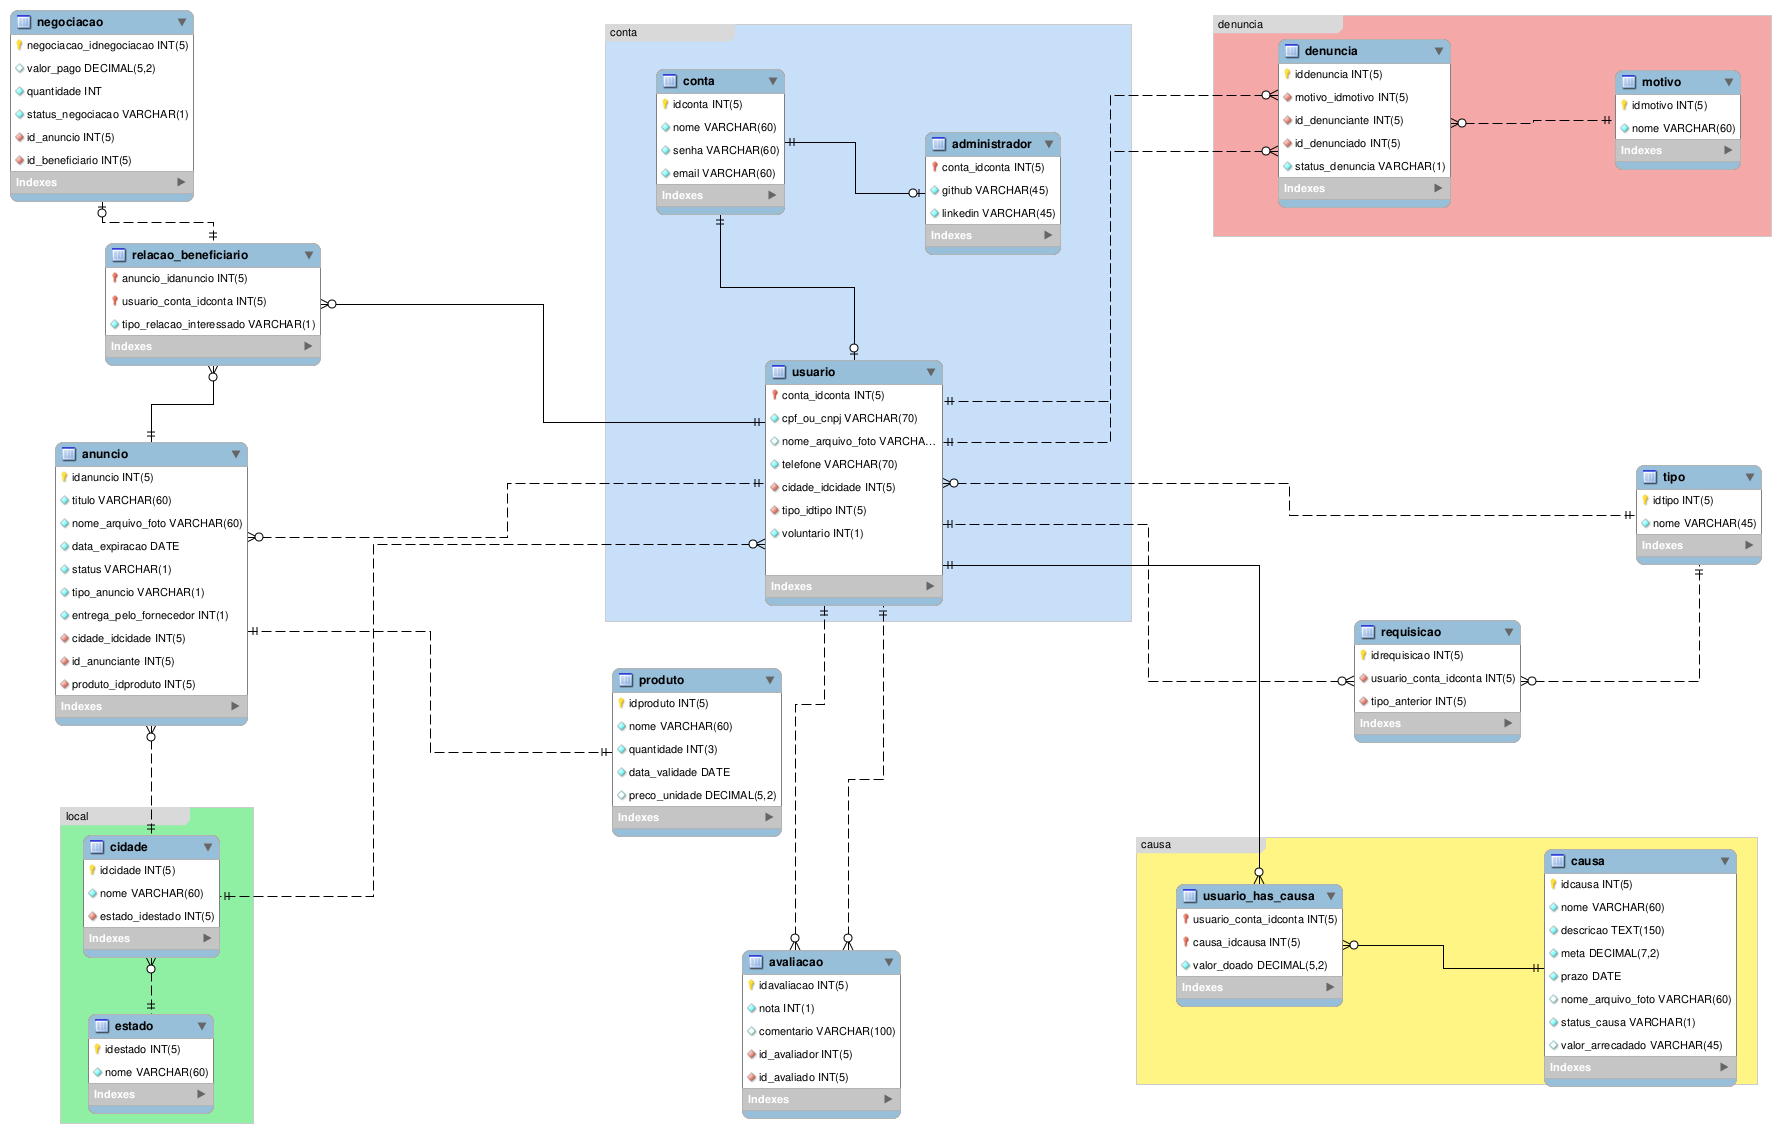 negociacao
negociacao_idnegociacao INT(5)
valor_pago DECIMAL(5,2)
quantidade INT
status_negociacao VARCHAR(1)
id_anuncio INT(5)
id_beneficiario INT(5)
Indexes
relacao_beneficiario
anuncio_idanuncio INT(5)
usuario_conta_idconta INT(5)
tipo_relacao_interessado VARCHAR(1)
Indexes
anuncio
idanuncio INT(5)
titulo VARCHAR(60)
nome_arquivo_foto VARCHAR(60)
data_expiracao DATE
status VARCHAR(1)
tipo_anuncio VARCHAR(1)
entrega_pelo_fornecedor INT(1)
cidade_idcidade INT(5)
id_anunciante INT(5)
produto_idproduto INT(5)
Indexes
local
cidade
idcidade INT(5)
nome VARCHAR(60)
estado_idestado INT(5)
Indexes
estado
idestado INT(5)
nome VARCHAR(60)
Indexes
conta
conta
idconta INT(5)
nome VARCHAR(60)
senha VARCHAR(60)
email VARCHAR(60)
Indexes
administrador
conta_idconta INT(5)
github VARCHAR(45)
linkedin VARCHAR(45)
Indexes
usuario
conta_idconta INT(5)
cpf_ou_cnpj VARCHAR(70)
nome_arquivo_foto VARCHA...
telefone VARCHAR(70)
cidade_idcidade INT(5)
tipo_idtipo INT(5)
voluntario INT(1)
Indexes
produto
idproduto INT(5)
nome VARCHAR(60)
quantidade INT(3)
data_validade DATE
preco_unidade DECIMAL(5,2)
Indexes
avaliacao
idavaliacao INT(5)
nota INT(1)
comentario VARCHAR(100)
id_avaliador INT(5)
id_avaliado INT(5)
Indexes
denuncia
denuncia
iddenuncia INT(5)
motivo_idmotivo INT(5)
id_denunciante INT(5)
id_denunciado INT(5)
status_denuncia VARCHAR(1)
Indexes
motivo
idmotivo INT(5)
nome VARCHAR(60)
Indexes
tipo
idtipo INT(5)
nome VARCHAR(45)
Indexes
requisicao
idrequisicao INT(5)
usuario_conta_idconta INT(5)
tipo_anterior INT(5)
Indexes
causa
usuario_has_causa
usuario_conta_idconta INT(5)
causa_idcausa INT(5)
valor_doado DECIMAL(5,2)
Indexes
causa
idcausa INT(5)
nome VARCHAR(60)
descricao TEXT(150)
meta DECIMAL(7,2)
prazo DATE
nome_arquivo_foto VARCHAR(60)
status_causa VARCHAR(1)
valor_arrecadado VARCHAR(45)
Indexes